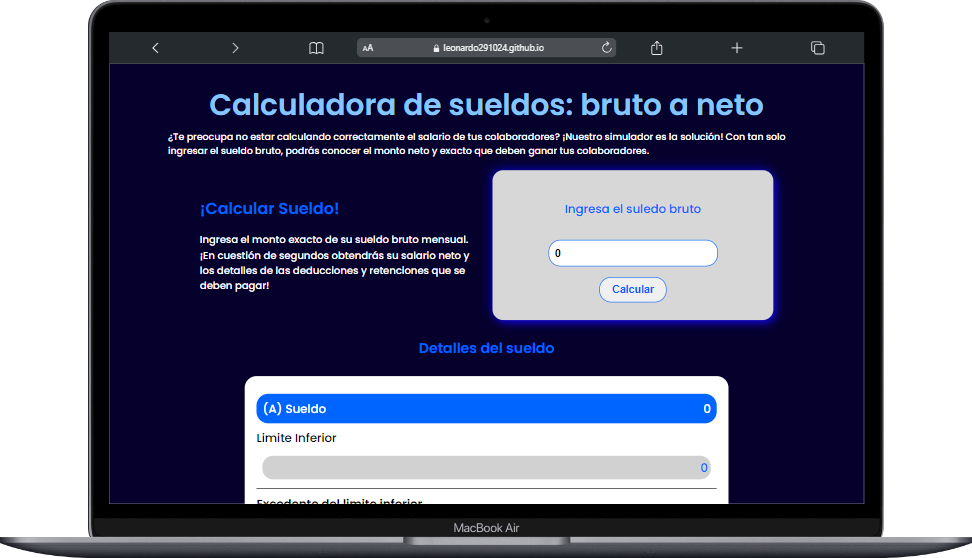 AA
leonardo291024.github.io
Calculadora de sueldos: bruto a neto
¿Te preocupa no estar calculando correctamente el salario de tus colaboradores? ¡Nuestro simulador es la solución! Con tan solo
ingresar el sueldo bruto, podrás conocer el monto neto y exacto que deben ganar tus colaboradores.
¡Calcular Sueldo!
Ingresa el monto exacto de su sueldo bruto mensual.
¡En cuestión de segundos obtendrás su salario neto y
los detalles de las deducciones y retenciones que se
deben pagar!
Ingresa el suledo bruto
0
Calcular
Detalles del sueldo
(A) Sueldo 0
Limite Inferior
0
Excedente del limite inferior
MacBook Air